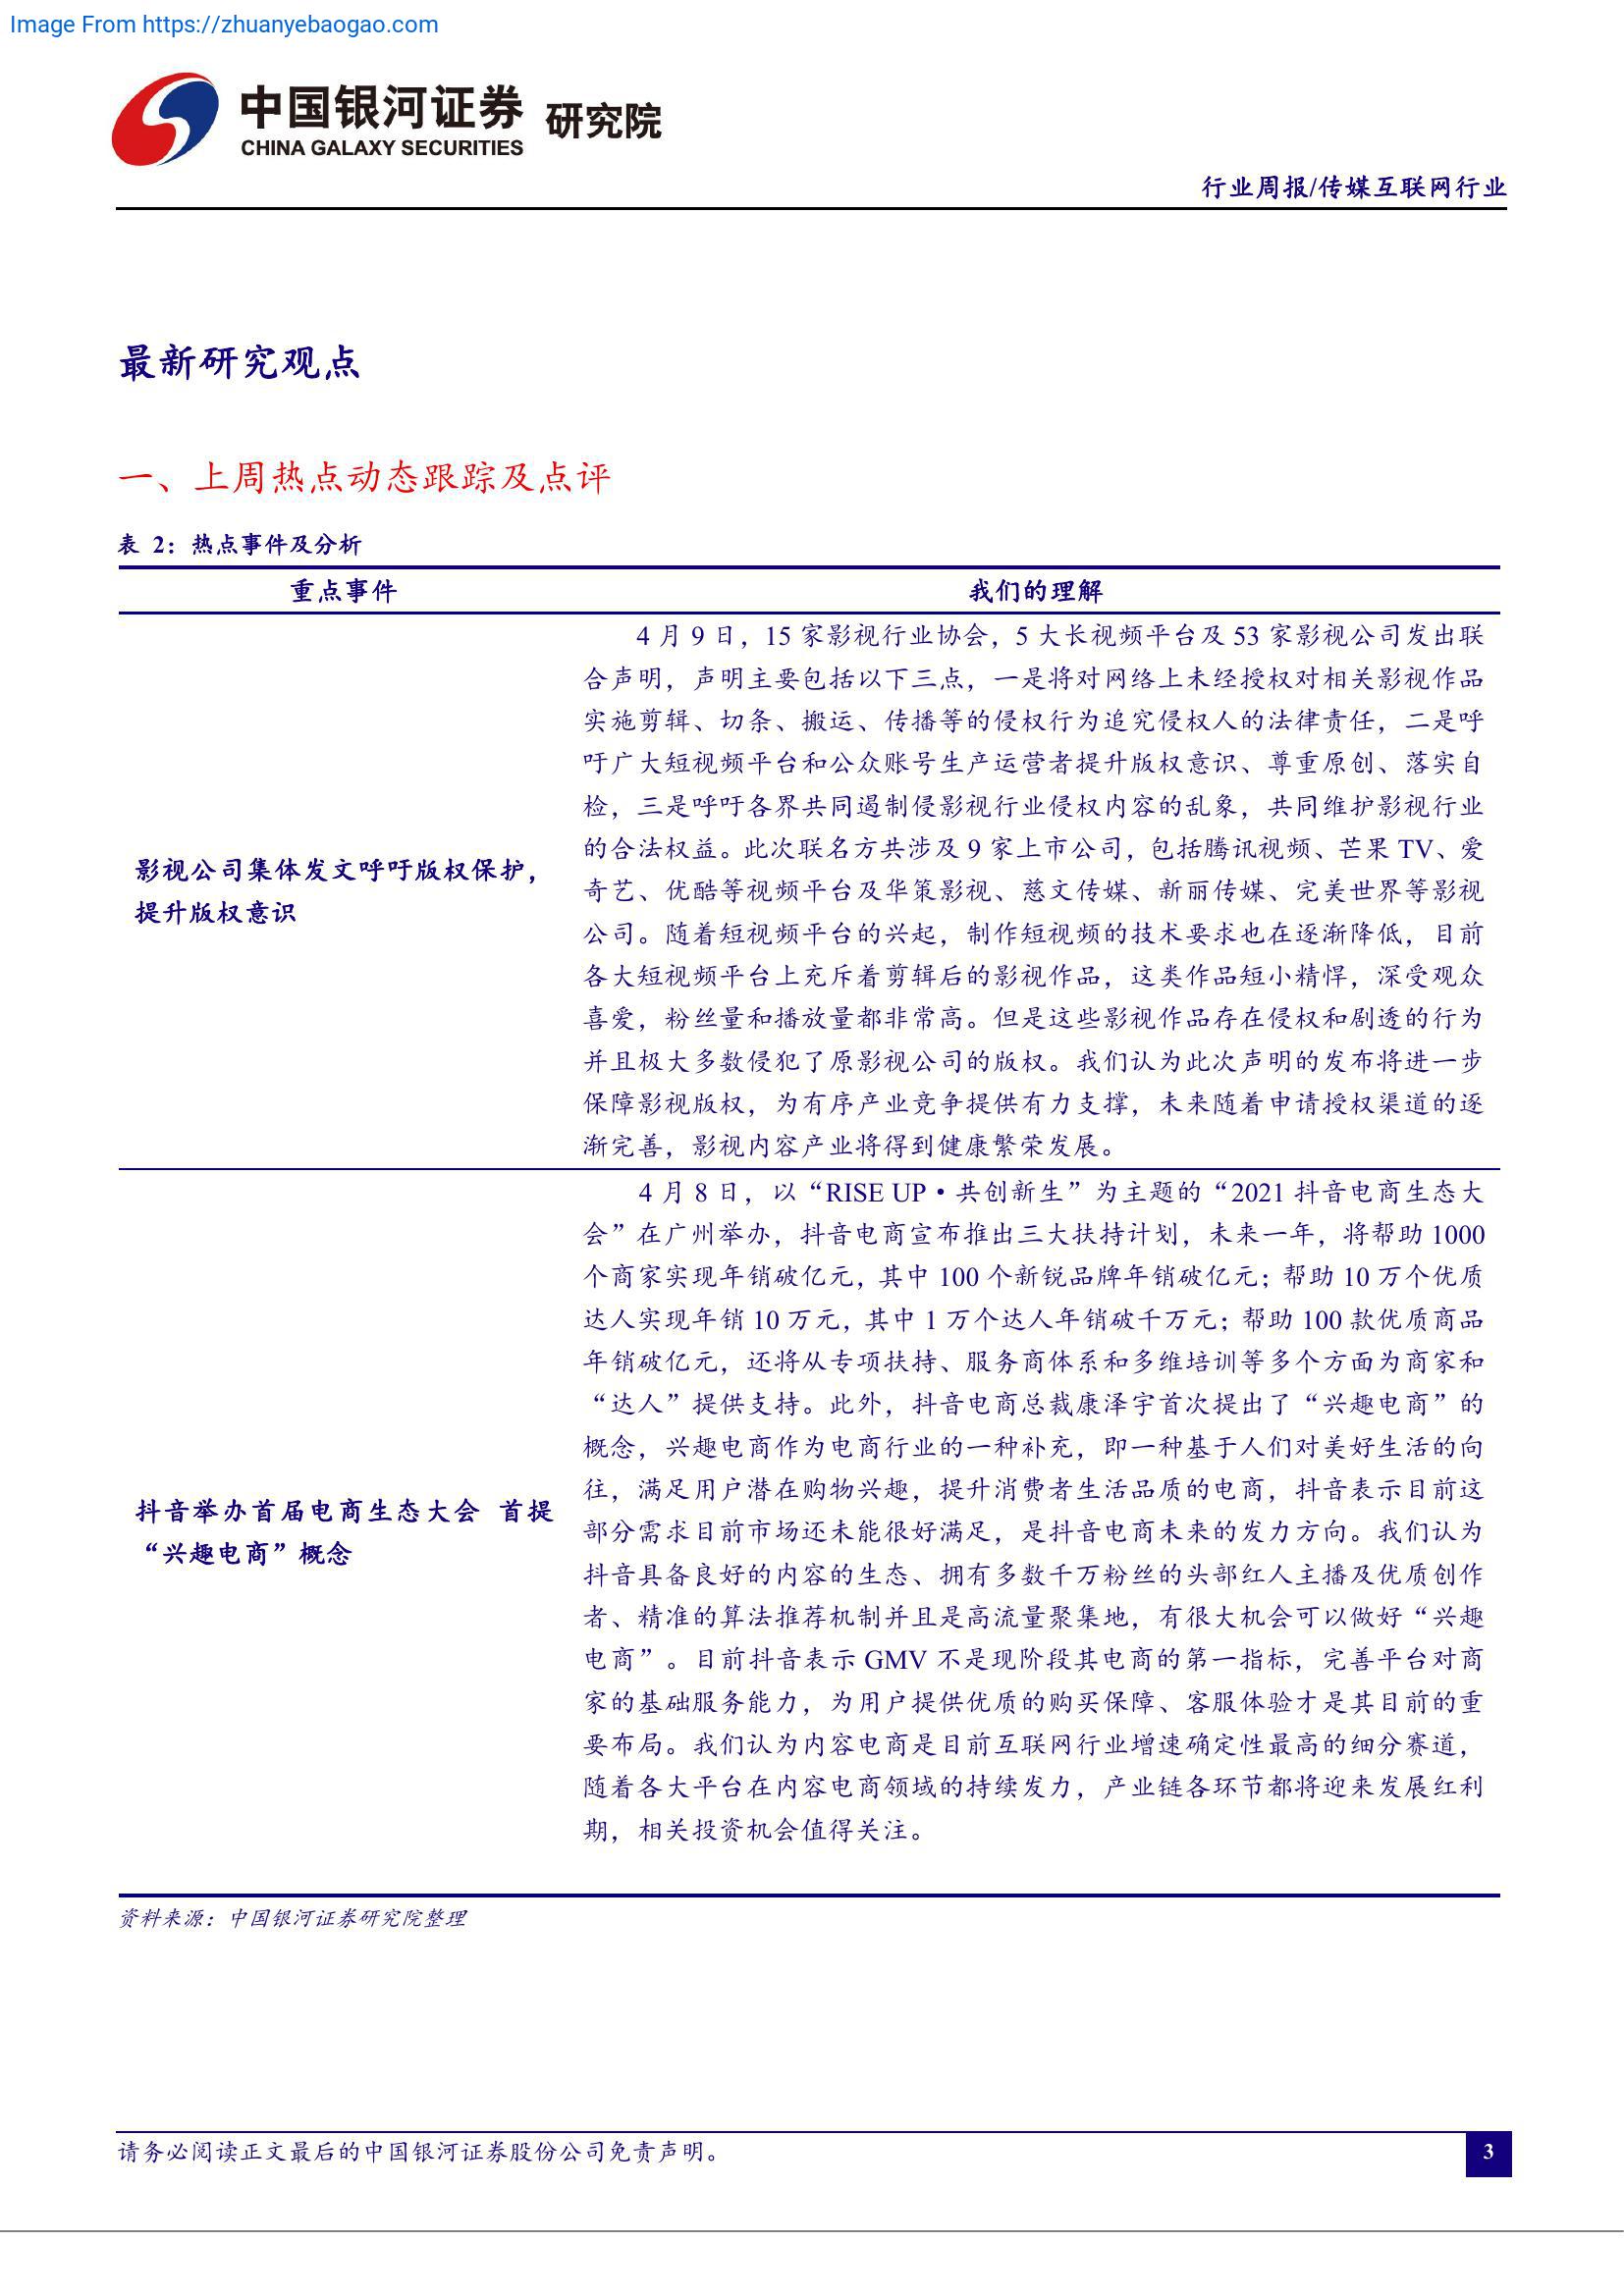 Image From https://zhuanyebaogao.com
中国银河证券 研究院
CHINA GALAXY SECURITIES
行业周报/传媒互联网行业
最新研究观点
一、上周热点动态跟踪及点评
表 2：热点事件及分析
重点事件 我们的理解
影视公司集体发文呼吁版权保护，
提升版权意识
4 月 9 日，15 家影视行业协会，5 大长视频平台及 53 家影视公司发出联
合声明，声明主要包括以下三点，一是将对网络上未经授权对相关影视作品
实施剪辑、切条、搬运、传播等的侵权行为追究侵权人的法律责任，二是呼
吁广大短视频平台和公众账号生产运营者提升版权意识、尊重原创、落实自
检，三是呼吁各界共同遏制侵影视行业侵权内容的乱象，共同维护影视行业
的合法权益。此次联名方共涉及 9 家上市公司，包括腾讯视频、芒果 TV、爱
奇艺、优酷等视频平台及华策影视、慈文传媒、新丽传媒、完美世界等影视
公司。随着短视频平台的兴起，制作短视频的技术要求也在逐渐降低，目前
各大短视频平台上充斥着剪辑后的影视作品，这类作品短小精悍，深受观众
喜爱，粉丝量和播放量都非常高。但是这些影视作品存在侵权和剧透的行为
并且极大多数侵犯了原影视公司的版权。我们认为此次声明的发布将进一步
保障影视版权，为有序产业竞争提供有力支撑，未来随着申请授权渠道的逐
渐完善，影视内容产业将得到健康繁荣发展。
抖音举办首届电商生态大会 首提
“兴趣电商”概念
4 月 8 日，以“RISE UP·共创新生”为主题的“2021 抖音电商生态大
会”在广州举办，抖音电商宣布推出三大扶持计划，未来一年，将帮助 1000
个商家实现年销破亿元，其中 100 个新锐品牌年销破亿元；帮助 10 万个优质
达人实现年销 10 万元，其中 1 万个达人年销破千万元；帮助 100 款优质商品
年销破亿元，还将从专项扶持、服务商体系和多维培训等多个方面为商家和
“达人”提供支持。此外，抖音电商总裁康泽宇首次提出了“兴趣电商”的
概念，兴趣电商作为电商行业的一种补充，即一种基于人们对美好生活的向
往，满足用户潜在购物兴趣，提升消费者生活品质的电商，抖音表示目前这
部分需求目前市场还未能很好满足，是抖音电商未来的发力方向。我们认为
抖音具备良好的内容的生态、拥有多数千万粉丝的头部红人主播及优质创作
者、精准的算法推荐机制并且是高流量聚集地，有很大机会可以做好“兴趣
电商”。目前抖音表示 GMV 不是现阶段其电商的第一指标，完善平台对商
家的基础服务能力，为用户提供优质的购买保障、客服体验才是其目前的重
要布局。我们认为内容电商是目前互联网行业增速确定性最高的细分赛道，
随着各大平台在内容电商领域的持续发力，产业链各环节都将迎来发展红利
期，相关投资机会值得关注。
资料来源：中国银河证券研究院整理
请务必阅读正文最后的中国银河证券股份公司免责声明。
3